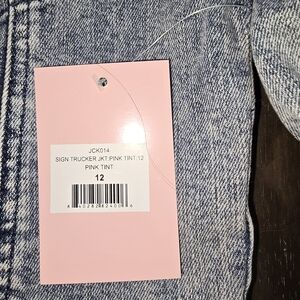 JCK014
SIGN TRUCKER JKT:PINK TINT:12
PINK TINT
12